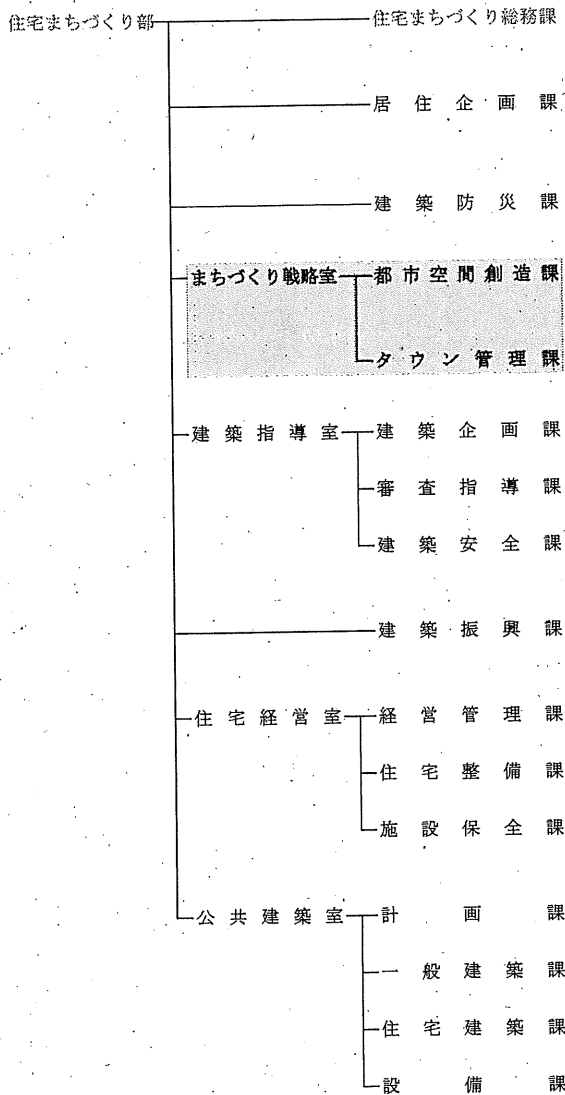 住宅まちづくり部 住宅まちづくり総務課
居住企画課
建築防災課
まちづくり戦略室 都市空間創造課
タウン管理課
建築指導室 建築企画課
審査指導課
建築安全課
建築振興課
住宅経営室 経営管理課
住宅整備課
施設保全課
公共建築室 計画課
一般建築課
住宅建築課
設備課